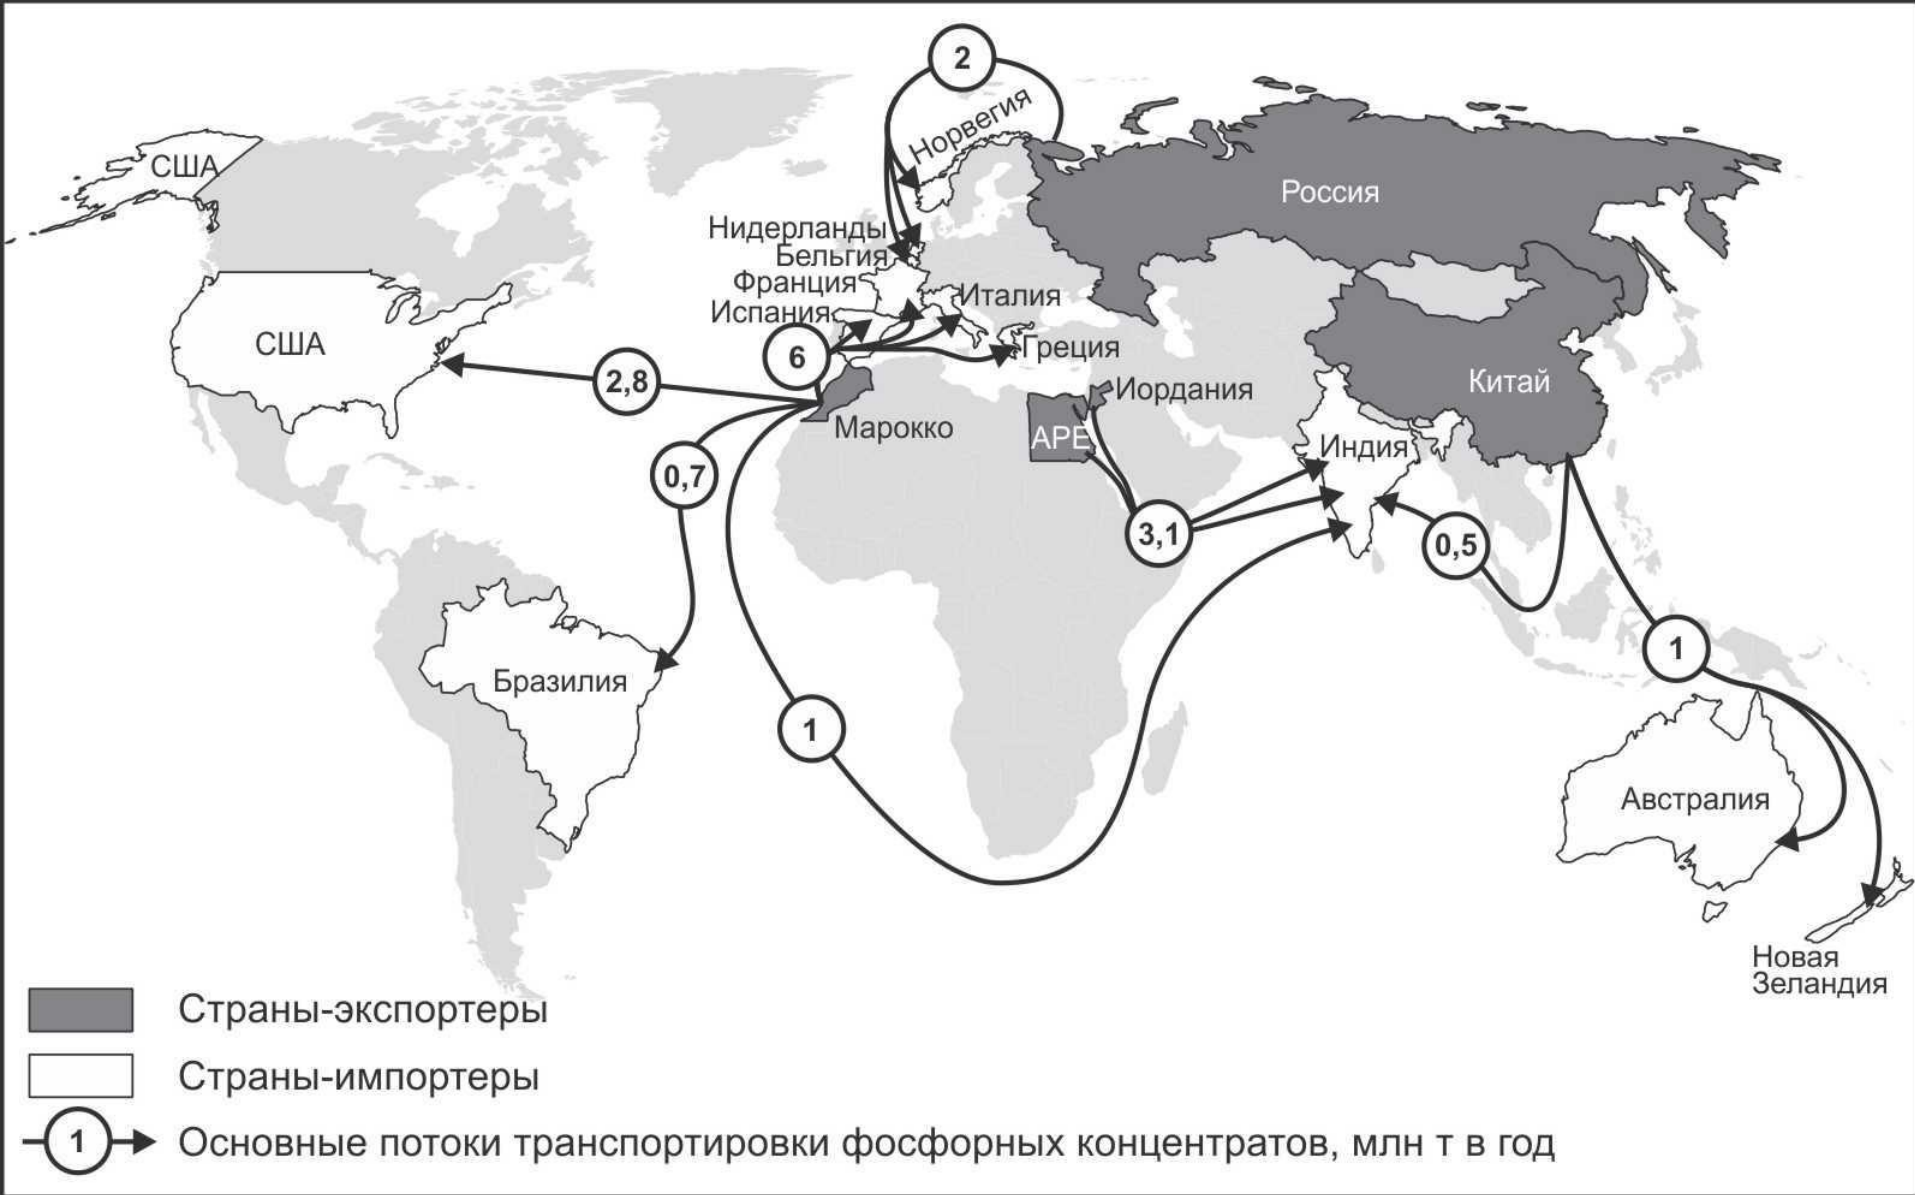 2
Норвегия
США
Россия
Нидерланды
Бельгия
Франция
Испания
Италия
США
6
Греция
2,8
Китай
Иордания
Марокко
АРЕ
Индия
0,7
3,1
0,5
1
Бразилия
1
Австралия
Новая
Зеландия
Страны-экспортеры
Страны-импортеры
1 Основные потоки транспортировки фосфорных концентратов, млн т в год